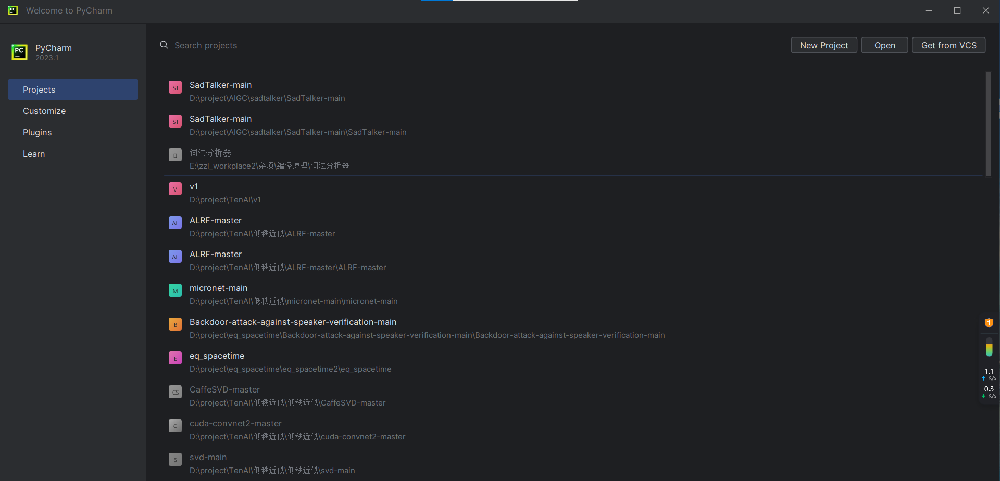 PC
Welcome to PyCharm
PC
PyCharm
2023.1
Projects
Customize
Plugins
Learn
Search projects
New Project
Open
Get from VCS
ST
SadTalker-main
D:\project\AIGC\sadtalker\SadTalker-main
ST
SadTalker-main
D:\project\AIGC\sadtalker\SadTalker-main\SadTalker-main
词法分析器
E:\zzl_workplace2\杂项\编译原理\词法分析器
V
v1
D:\project\TenAI\v1
AL
ALRF-master
D:\project\TenAI\低秩近似\ALRF-master
AL
ALRF-master
D:\project\TenAI\低秩近似\ALRF-master\ALRF-master
M
micronet-main
D:\project\TenAI\低秩近似\micronet-main\micronet-main
B
Backdoor-attack-against-speaker-verification-main
D:\project\eq_spacetime\Backdoor-attack-against-speaker-verification-main\Backdoor-attack-against-speaker-verification-main
E
eq_spacetime
D:\project\eq_spacetime\eq_spacetime2\eq_spacetime
CS
CaffeSVD-master
D:\project\TenAI\低秩近似\低秩近似\CaffeSVD-master
C
cuda-convnet2-master
D:\project\TenAI\低秩近似\低秩近似\cuda-convnet2-master
S
svd-main
D:\project\TenAI\低秩近似\低秩近似\svd-main
1
1.1
K/s
0.3
K/s